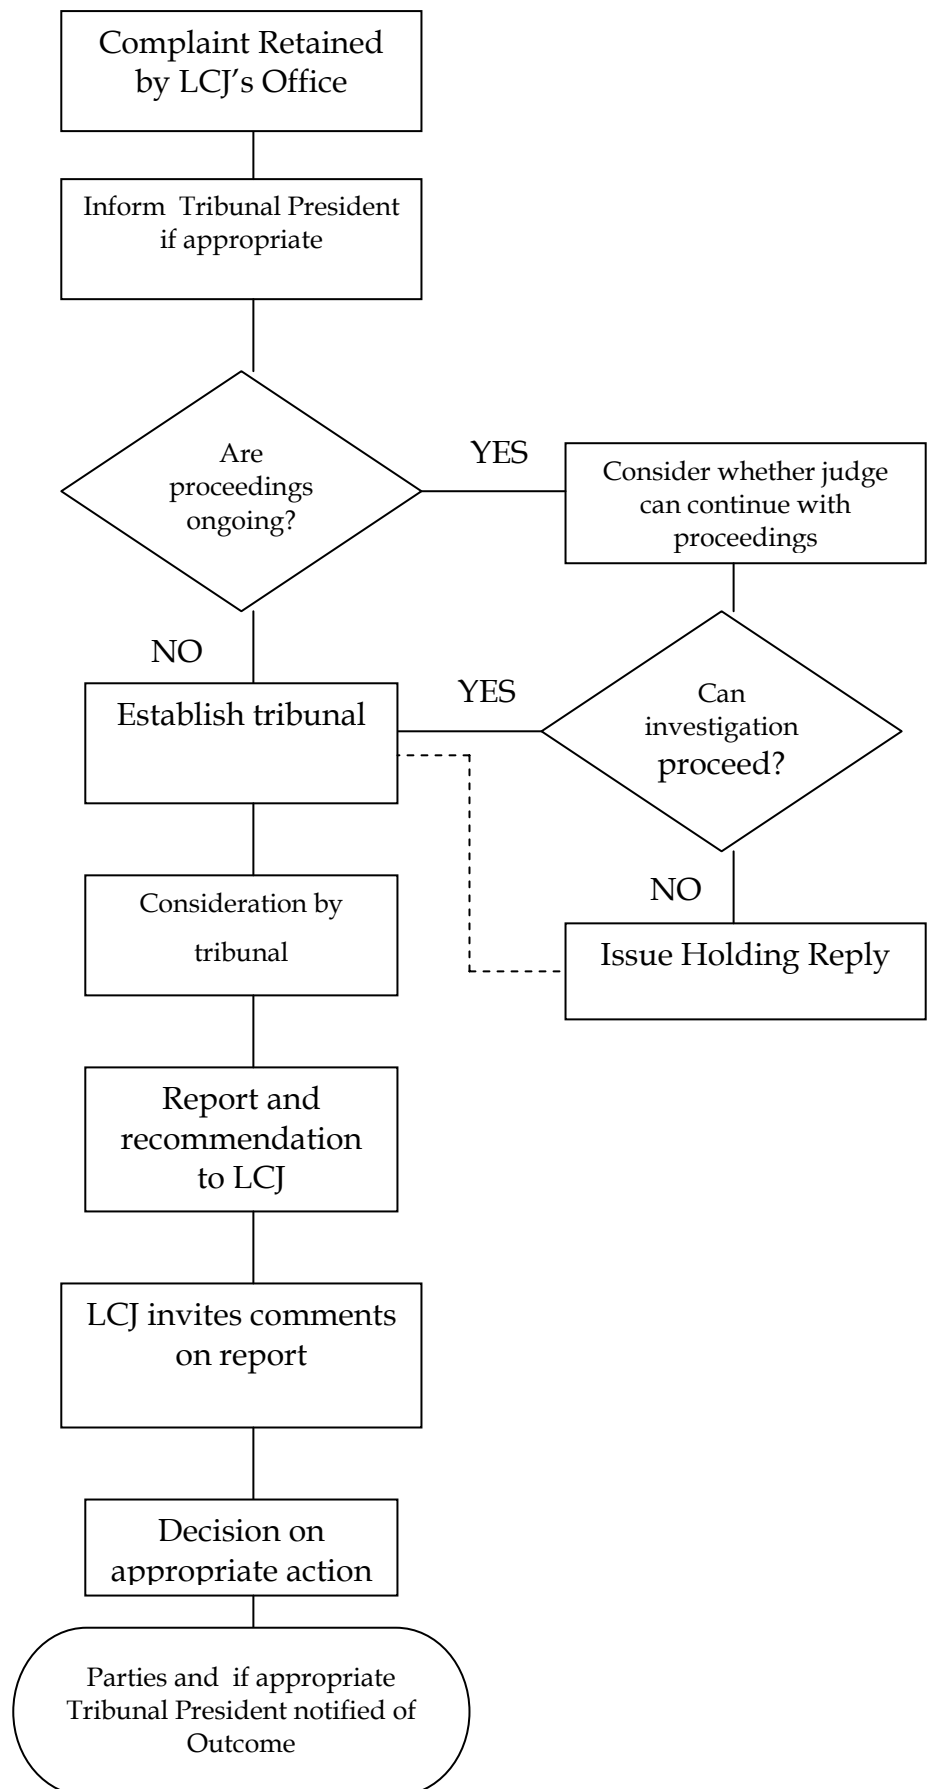 Complaint Retained
by LCJ’s Office
Inform  Tribunal President
if appropriate
Are
proceedings
ongoing?
YES
Consider whether judge
can continue with
proceedings
NO
Establish tribunal
YES
Can
investigation
proceed?
NO
Issue Holding Reply
Consideration by
tribunal
Report and
recommendation
to LCJ
LCJ invites comments
on report
Decision on
appropriate action
Parties and  if appropriate
Tribunal President notified of
Outcome